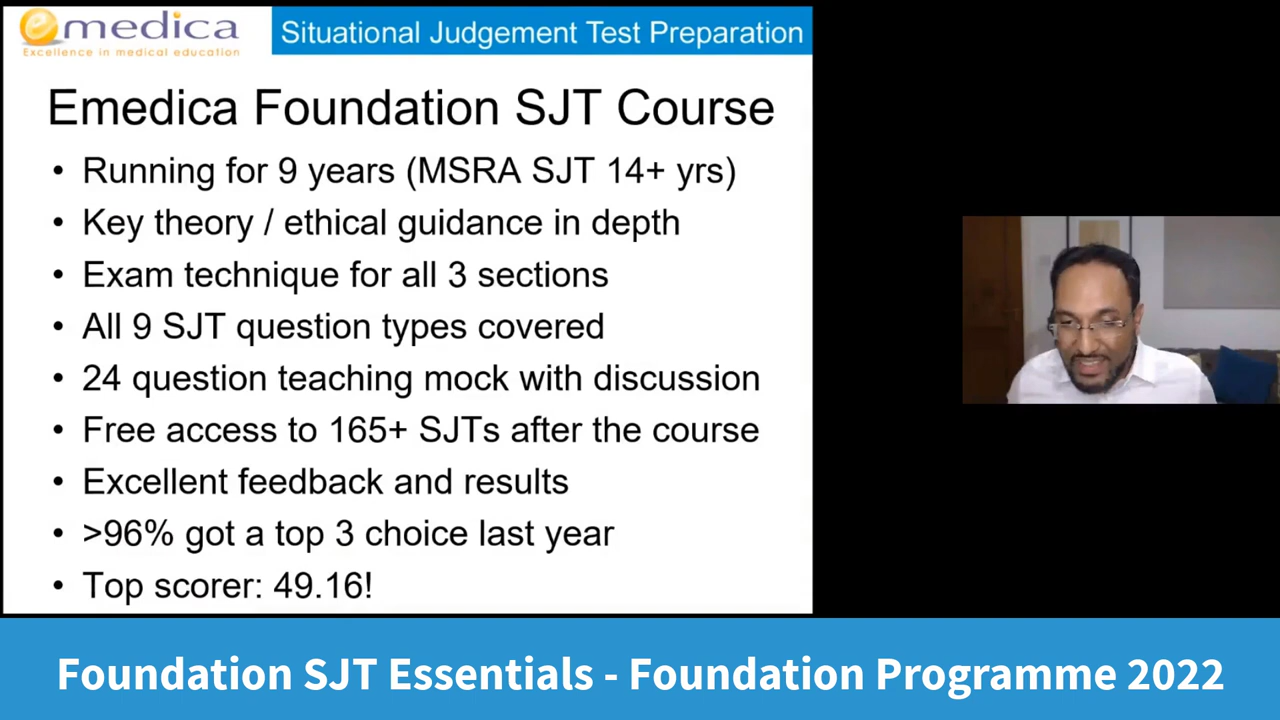 emedica
Excellence in medical education
Situational Judgement Test Preparation
Emedica Foundation SJT Course
• Running for 9 years (MSRA SJT 14+ yrs)
• Key theory / ethical guidance in depth
• Exam technique for all 3 sections
• All 9 SJT question types covered
• 24 question teaching mock with discussion
• Free access to 165+ SJTs after the course
• Excellent feedback and results
• >96% got a top 3 choice last year
• Top scorer: 49.16!
Foundation SJT Essentials - Foundation Programme 2022